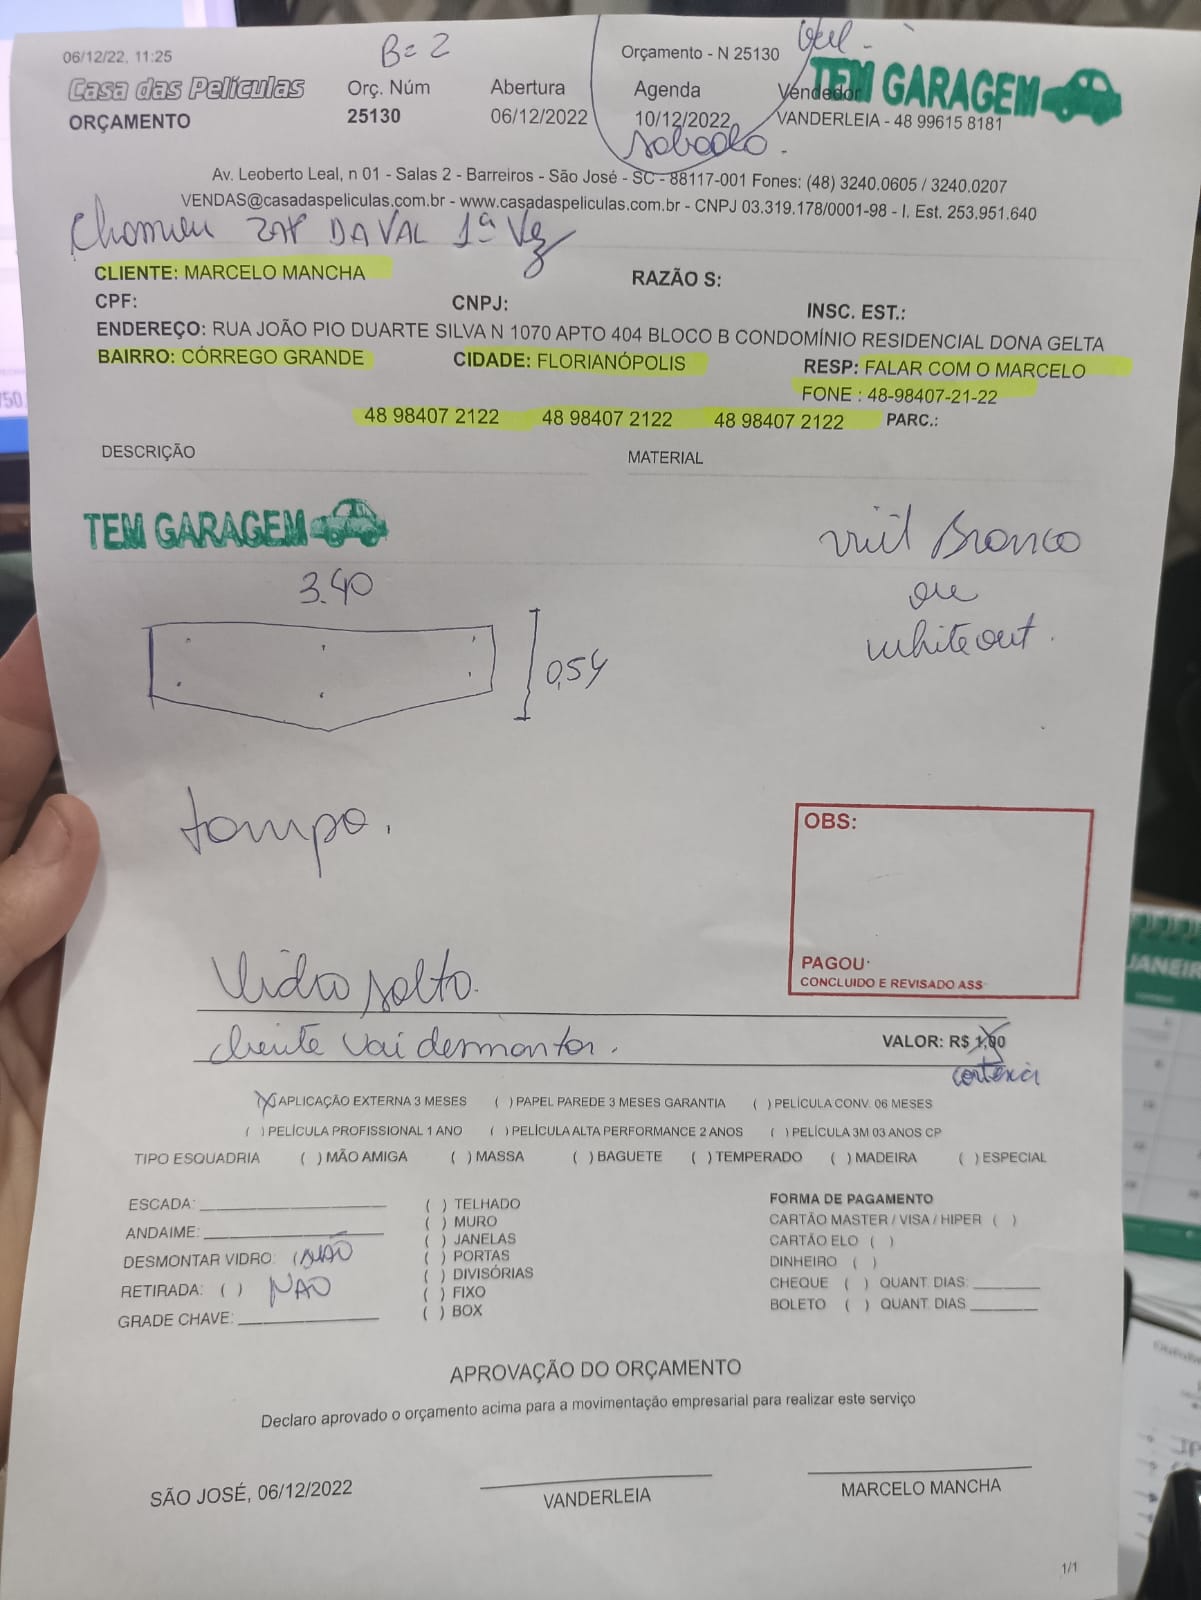 06/12/22, 11:25
B=2
Orçamento - N 25130
Casa das Películas
Orç. Núm
Abertura
Agenda
Vendedor
TEM GARAGEM
ORÇAMENTO
25130
06/12/2022
10/12/2022
VANDERLEIA - 48 99615 8181
sabado.
Av. Leoberto Leal, n 01 - Salas 2 - Barreiros - São José - SC - 88117-001 Fones: (48) 3240.0605 / 3240.0207
VENDAS@casadaspeliculas.com.br - www.casadaspeliculas.com.br - CNPJ 03.319.178/0001-98 - I. Est. 253.951.640
ZAP DA VAL 1ª Vez
CLIENTE: MARCELO MANCHA
RAZÃO S:
CPF:
CNPJ:
INSC. EST.:
ENDEREÇO: RUA JOÃO PIO DUARTE SILVA N 1070 APTO 404 BLOCO B CONDOMÍNIO RESIDENCIAL DONA GELTA
BAIRRO: CÓRREGO GRANDE
CIDADE: FLORIANÓPOLIS
RESP: FALAR COM O MARCELO
FONE : 48-98407-21-22
48 98407 2122 48 98407 2122 48 98407 2122 PARC.:
DESCRIÇÃO
MATERIAL
TEM GARAGEM
vinil Branco
ou
whiteout.
3.40
0,54
tampo.
OBS:
PAGOU:
CONCLUIDO E REVISADO ASS
Vidro solto.
cliente vai desmontar.
VALOR: R$ 1,00
cortesia
(X) APLICAÇÃO EXTERNA 3 MESES ( ) PAPEL PAREDE 3 MESES GARANTIA ( ) PELÍCULA CONV. 06 MESES
( ) PELÍCULA PROFISSIONAL 1 ANO ( ) PELÍCULA ALTA PERFORMANCE 2 ANOS ( ) PELÍCULA 3M 03 ANOS CP
TIPO ESQUADRIA ( ) MÃO AMIGA ( ) MASSA ( ) BAGUETE ( ) TEMPERADO ( ) MADEIRA ( ) ESPECIAL
ESCADA:
ANDAIME:
DESMONTAR VIDRO: ( NÃO
RETIRADA: ( ) NAO
GRADE CHAVE:
( ) TELHADO
( ) MURO
( ) JANELAS
( ) PORTAS
( ) DIVISÓRIAS
( ) FIXO
( ) BOX
FORMA DE PAGAMENTO
CARTÃO MASTER / VISA / HIPER ( )
CARTÃO ELO ( )
DINHEIRO ( )
CHEQUE ( ) QUANT. DIAS:
BOLETO ( ) QUANT. DIAS
APROVAÇÃO DO ORÇAMENTO
Declaro aprovado o orçamento acima para a movimentação empresarial para realizar este serviço
SÃO JOSÉ, 06/12/2022
VANDERLEIA
MARCELO MANCHA
1/1
JANEIR